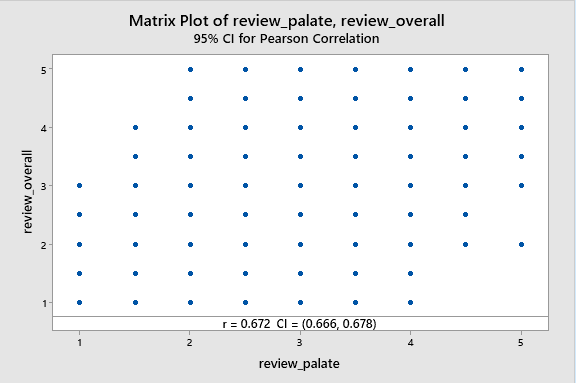 Matrix Plot of review_palate, review_overall
95% CI for Pearson Correlation
5
4
3
2
1
review_overall
r = 0.672 CI = (0.666, 0.678)
1 2 3 4 5
review_palate